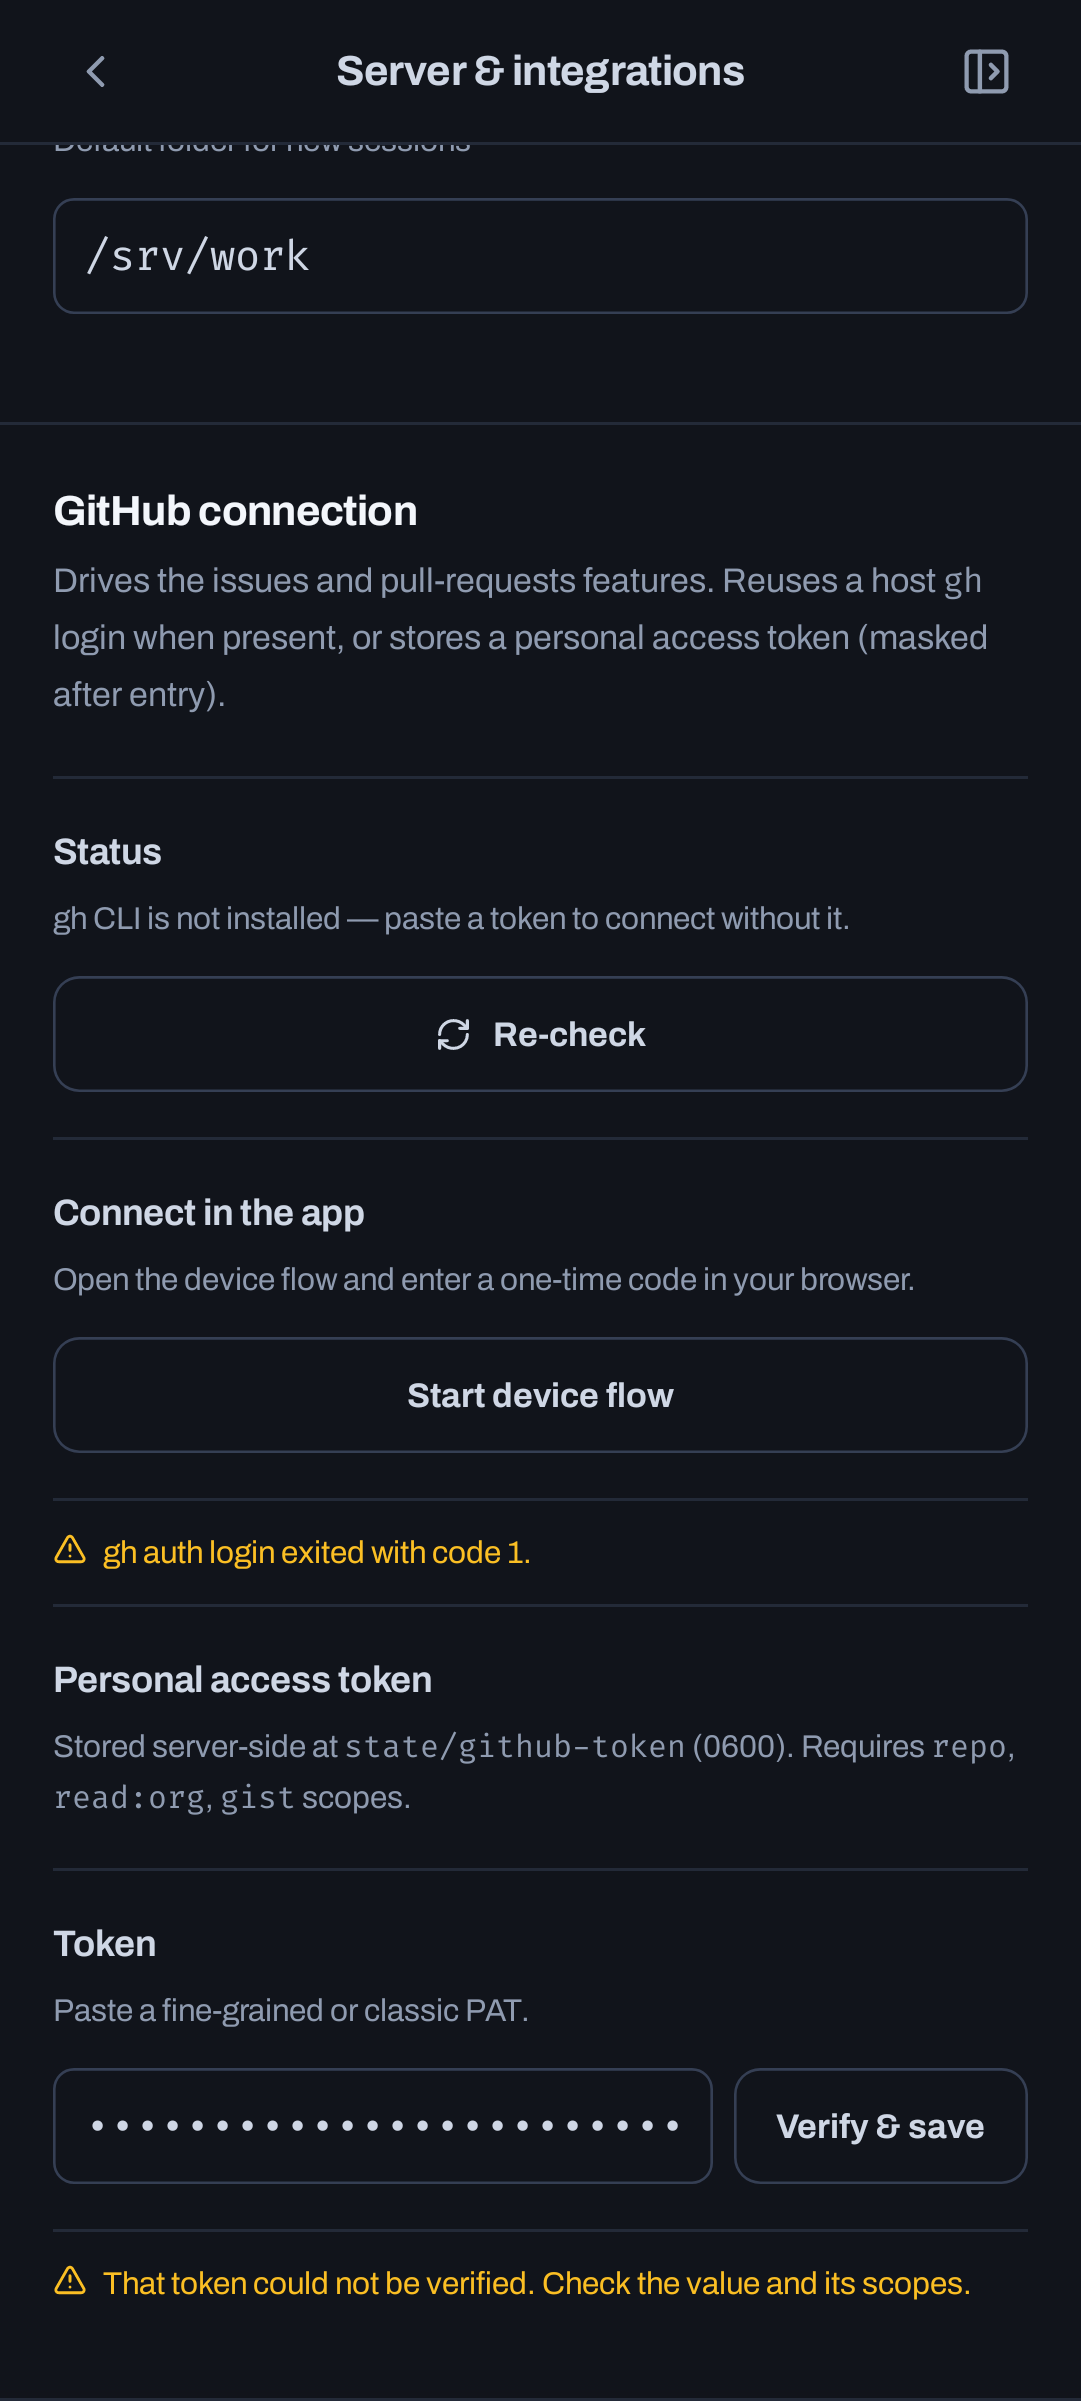 Server & integrations
Default folder for new sessions
/srv/work
GitHub connection
Drives the issues and pull-requests features. Reuses a host gh
login when present, or stores a personal access token (masked
after entry).
Status
gh CLI is not installed — paste a token to connect without it.
Re-check
Connect in the app
Open the device flow and enter a one-time code in your browser.
Start device flow
gh auth login exited with code 1.
Personal access token
Stored server-side at state/github-token (0600). Requires repo,
read:org, gist scopes.
Token
Paste a fine-grained or classic PAT.
••••••••••••••••••••••••
Verify & save
That token could not be verified. Check the value and its scopes.